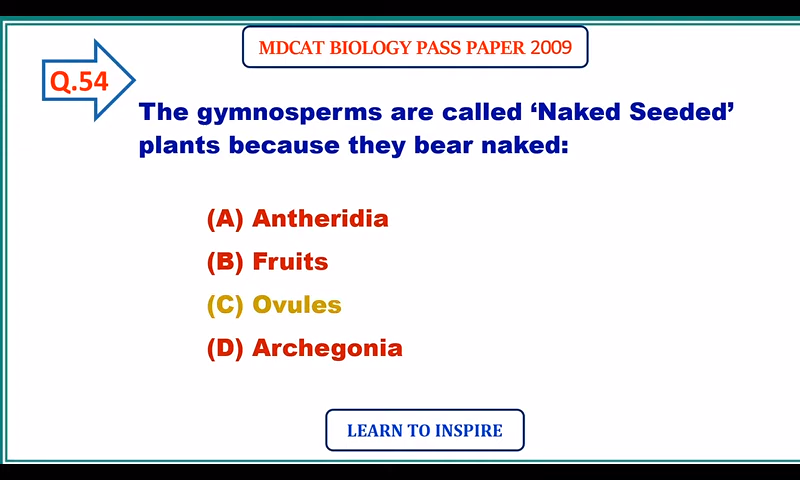 MDCAT BIOLOGY PASS PAPER 2009
Q.54
The gymnosperms are called ‘Naked Seeded’
plants because they bear naked:
(A) Antheridia
(B) Fruits
(C) Ovules
(D) Archegonia
LEARN TO INSPIRE